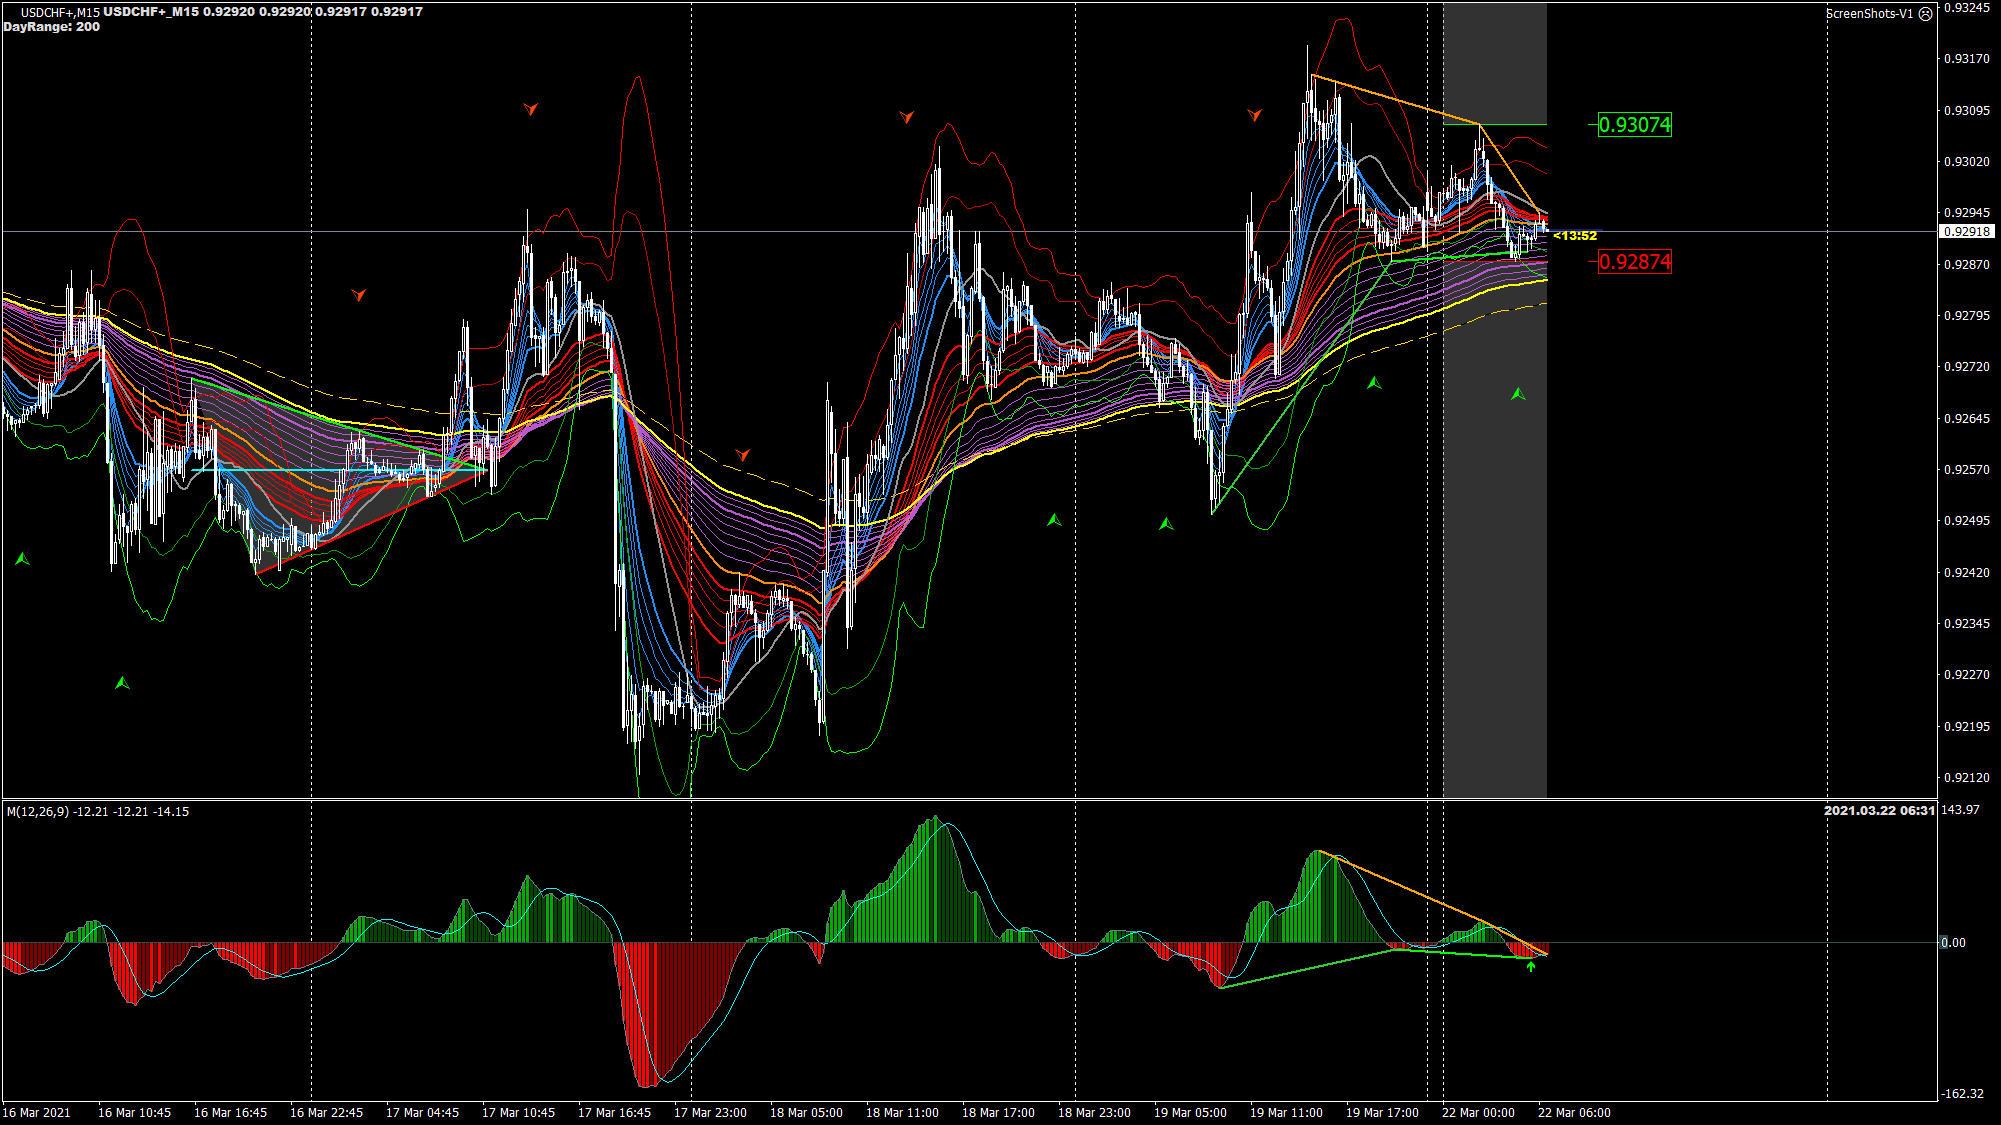 USDCHF+,M15 USDCHF+_M15 0.92920 0.92920 0.92917 0.92917
DayRange: 200
ScreenShots-V1
0.93245
0.93170
0.93095
0.93074
0.93020
0.92945
0.92918
<13:52
0.92874
0.92870
0.92795
0.92720
0.92645
0.92570
0.92495
0.92420
0.92345
0.92270
0.92195
0.92120
M(12,26,9) -12.21 -12.21 -14.15
2021.03.22 06:31
143.97
0.00
-162.32
16 Mar 2021
16 Mar 10:45
16 Mar 16:45
16 Mar 22:45
17 Mar 04:45
17 Mar 10:45
17 Mar 16:45
17 Mar 23:00
18 Mar 05:00
18 Mar 11:00
18 Mar 17:00
18 Mar 23:00
19 Mar 05:00
19 Mar 11:00
19 Mar 17:00
22 Mar 00:00
22 Mar 06:00